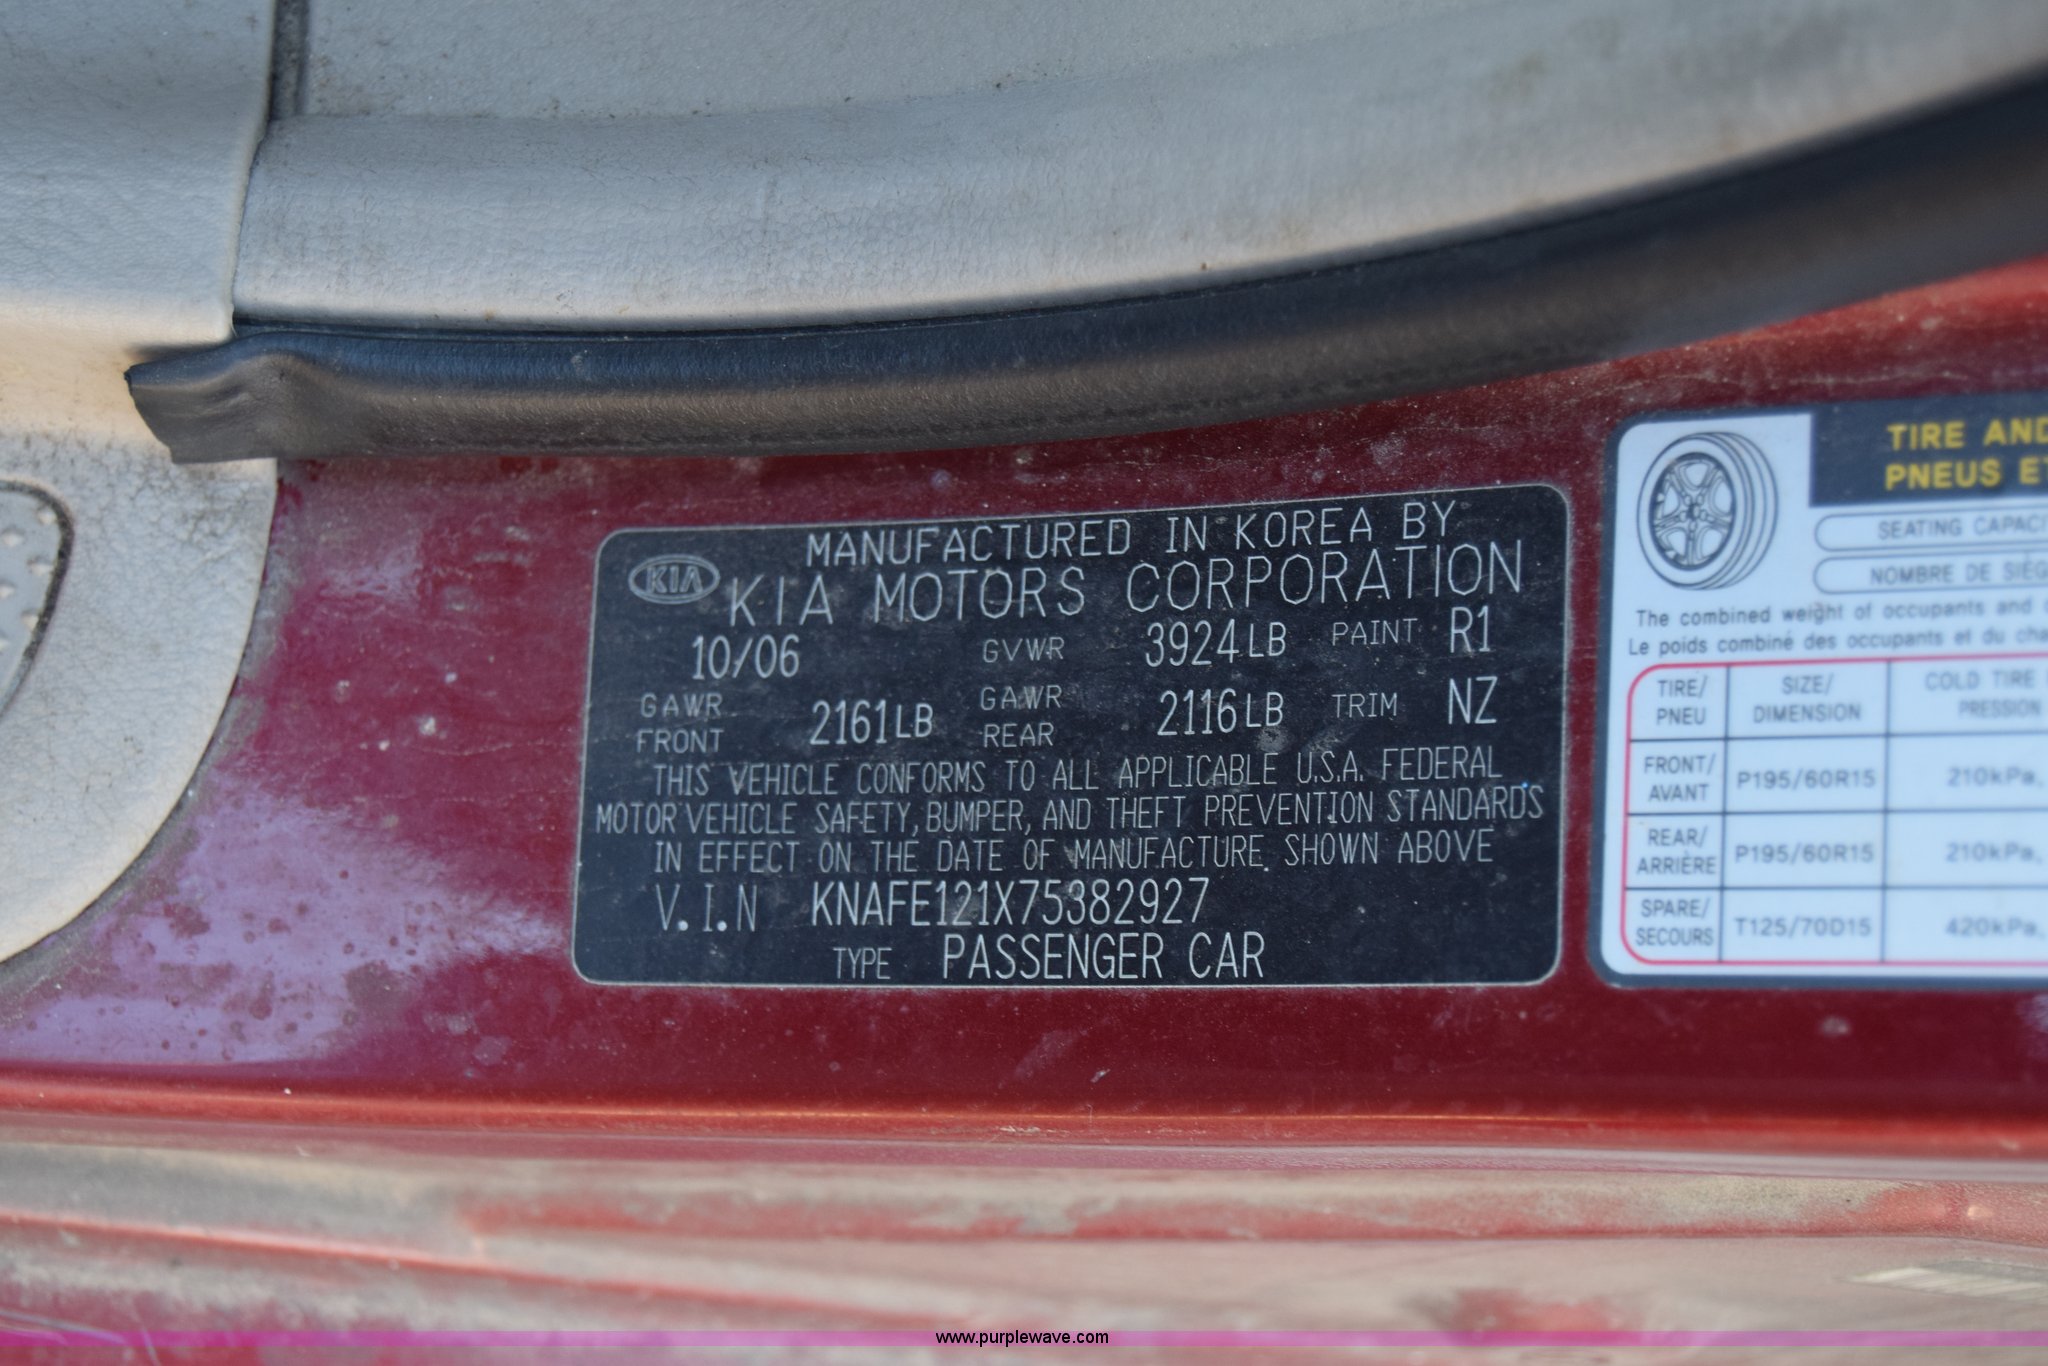 MANUFACTURED IN KOREA BY
KIA KIA MOTORS CORPORATION
10/06 GVWR 3924LB PAINT R1
GAWR FRONT 2161LB GAWR REAR 2116LB TRIM NZ
THIS VEHICLE CONFORMS TO ALL APPLICABLE U.S.A. FEDERAL
MOTOR VEHICLE SAFETY, BUMPER, AND THEFT PREVENTION STANDARDS
IN EFFECT ON THE DATE OF MANUFACTURE SHOWN ABOVE
V.I.N KNAFE121X75382927
TYPE PASSENGER CAR
TIRE AND
PNEUS ET
SEATING CAPACI
NOMBRE DE SIÈG
The combined weight of occupants and
Le poids combiné des occupants et du cha
TIRE/ PNEU SIZE/ DIMENSION COLD TIRE PRESSION
FRONT/ AVANT P195/60R15 210kPa,
REAR/ ARRIÈRE P195/60R15 210kPa,
SPARE/ SECOURS T125/70D15 420kPa,
www.purplewave.com